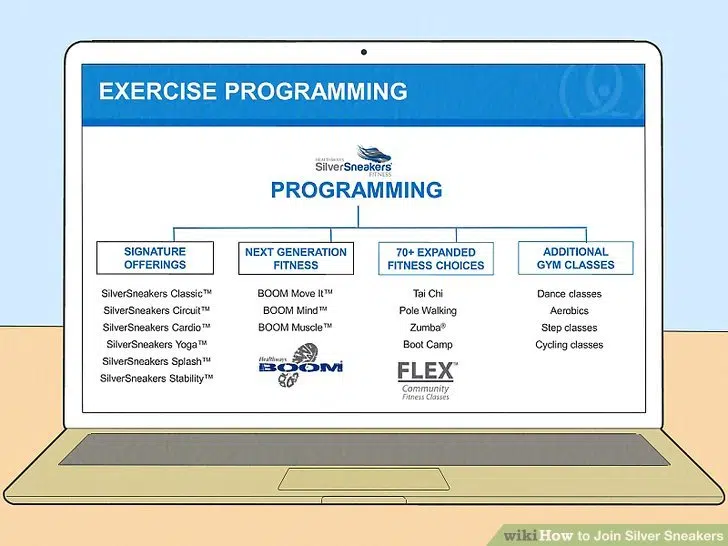 EXERCISE PROGRAMMING
HEALTHWAYS
SilverSneakers®
FITNESS
PROGRAMMING
SIGNATURE
OFFERINGS
SilverSneakers Classic™
SilverSneakers Circuit™
SilverSneakers Cardio™
SilverSneakers Yoga™
SilverSneakers Splash™
SilverSneakers Stability™
NEXT GENERATION
FITNESS
BOOM Move It™
BOOM Mind™
BOOM Muscle™
Healthways
BOOM
70+ EXPANDED
FITNESS CHOICES
Tai Chi
Pole Walking
Zumba®
Boot Camp
FLEX™
Community
Fitness Classes
ADDITIONAL
GYM CLASSES
Dance classes
Aerobics
Step classes
Cycling classes
wikiHow to Join Silver Sneakers